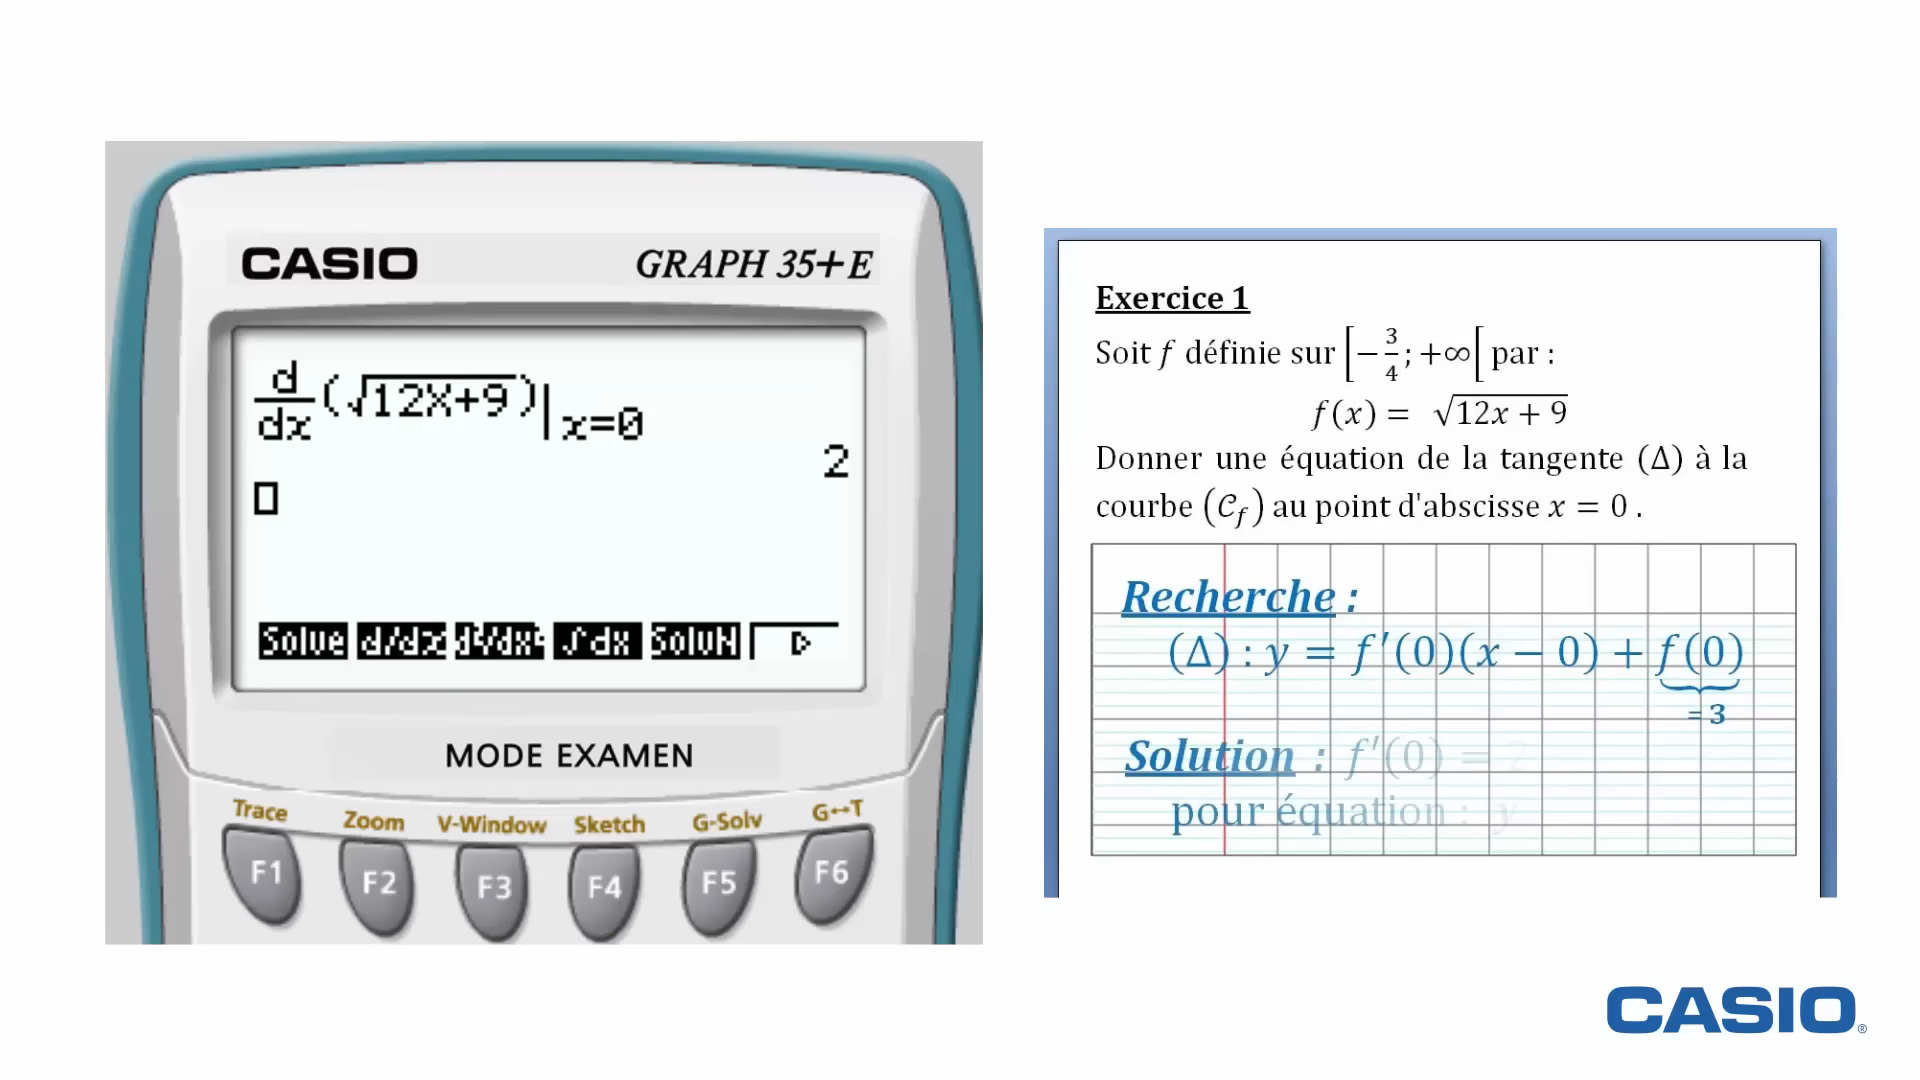 CASIO GRAPH 35+E
d/dx(√12X+9)|x=0
2
Solve d/dx d²/dx² ∫dx SolvN ▷
MODE EXAMEN
Trace Zoom V-Window Sketch G-Solv G↔T
F1 F2 F3 F4 F5 F6
Exercice 1
Soit f définie sur [−3/4 ; +∞[ par :
f(x) = √12x + 9
Donner une équation de la tangente (Δ) à la
courbe (𝒞f) au point d'abscisse x = 0 .
Recherche :
(Δ) : y = f′(0)(x − 0) + f(0)
= 3
Solution : f′(0) = 2
pour équation : y
CASIO®